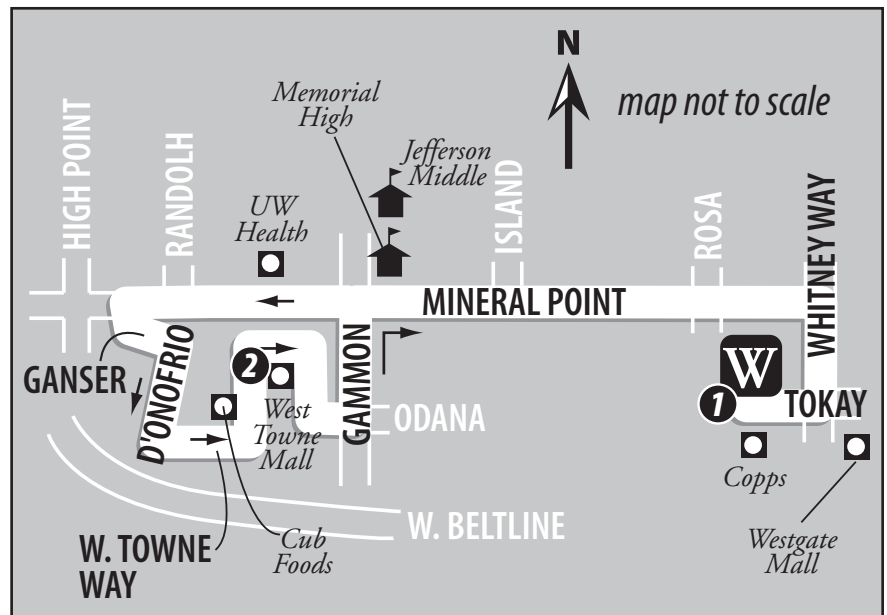 N
map not to scale
Memorial
High
Jefferson
Middle
HIGH POINT
RANDOLH
UW
Health
ISLAND
ROSA
WHITNEY WAY
MINERAL POINT
GANSER
D'ONOFRIO
2
West
Towne
Mall
GAMMON
ODANA
W
1
TOKAY
Copps
Westgate
Mall
W. BELTLINE
W. TOWNE
WAY
Cub
Foods